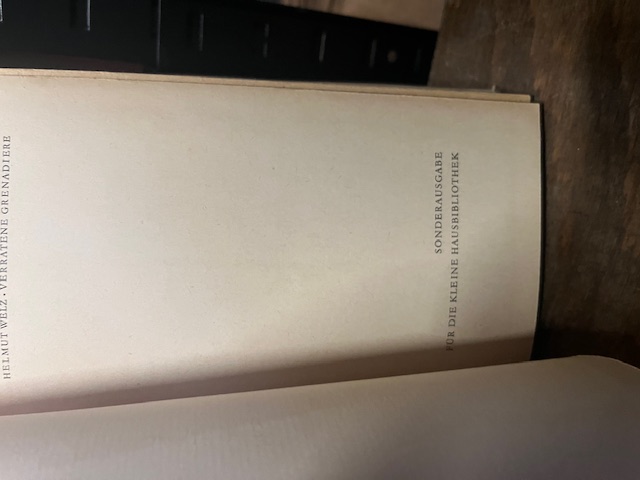 HELMUT WELZ · VERRATENE GRENADIERE
SONDERAUSGABE
FÜR DIE KLEINE HAUSBIBLIOTHEK